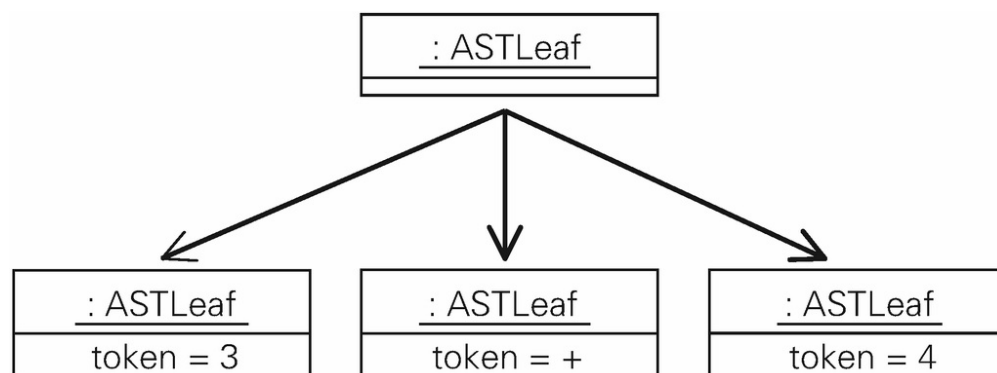 : ASTLeaf
: ASTLeaf
: ASTLeaf
: ASTLeaf
token = 3
token = +
token = 4